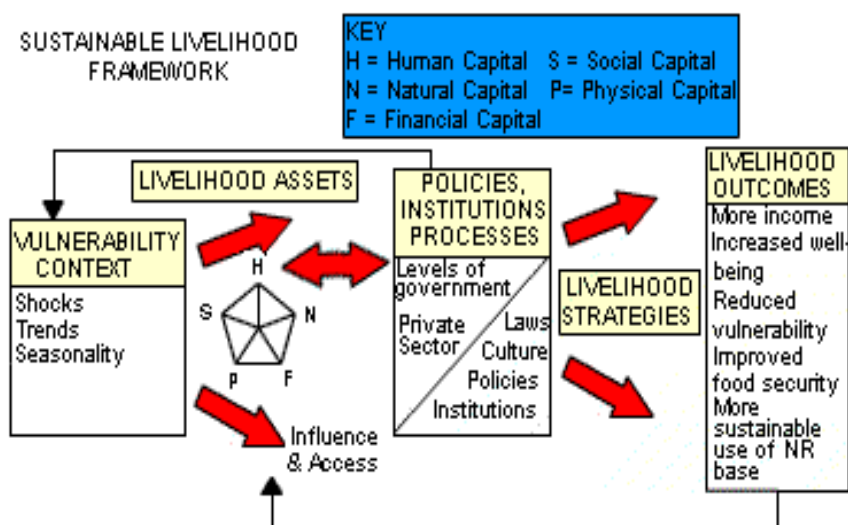 SUSTAINABLE LIVELIHOOD
FRAMEWORK
KEY
H = Human Capital S = Social Capital
N = Natural Capital P= Physical Capital
F = Financial Capital
LIVELIHOOD ASSETS
VULNERABILITY
CONTEXT
Shocks
Trends
Seasonality
H
S
N
P
F
Influence
& Access
POLICIES,
INSTITUTIONS
PROCESSES
Levels of
government
Private
Sector
Laws
Culture
Policies
Institutions
LIVELIHOOD
STRATEGIES
LIVELIHOOD
OUTCOMES
More income
Increased well-
being
Reduced
vulnerability
Improved
food security
More
sustainable
use of NR
base